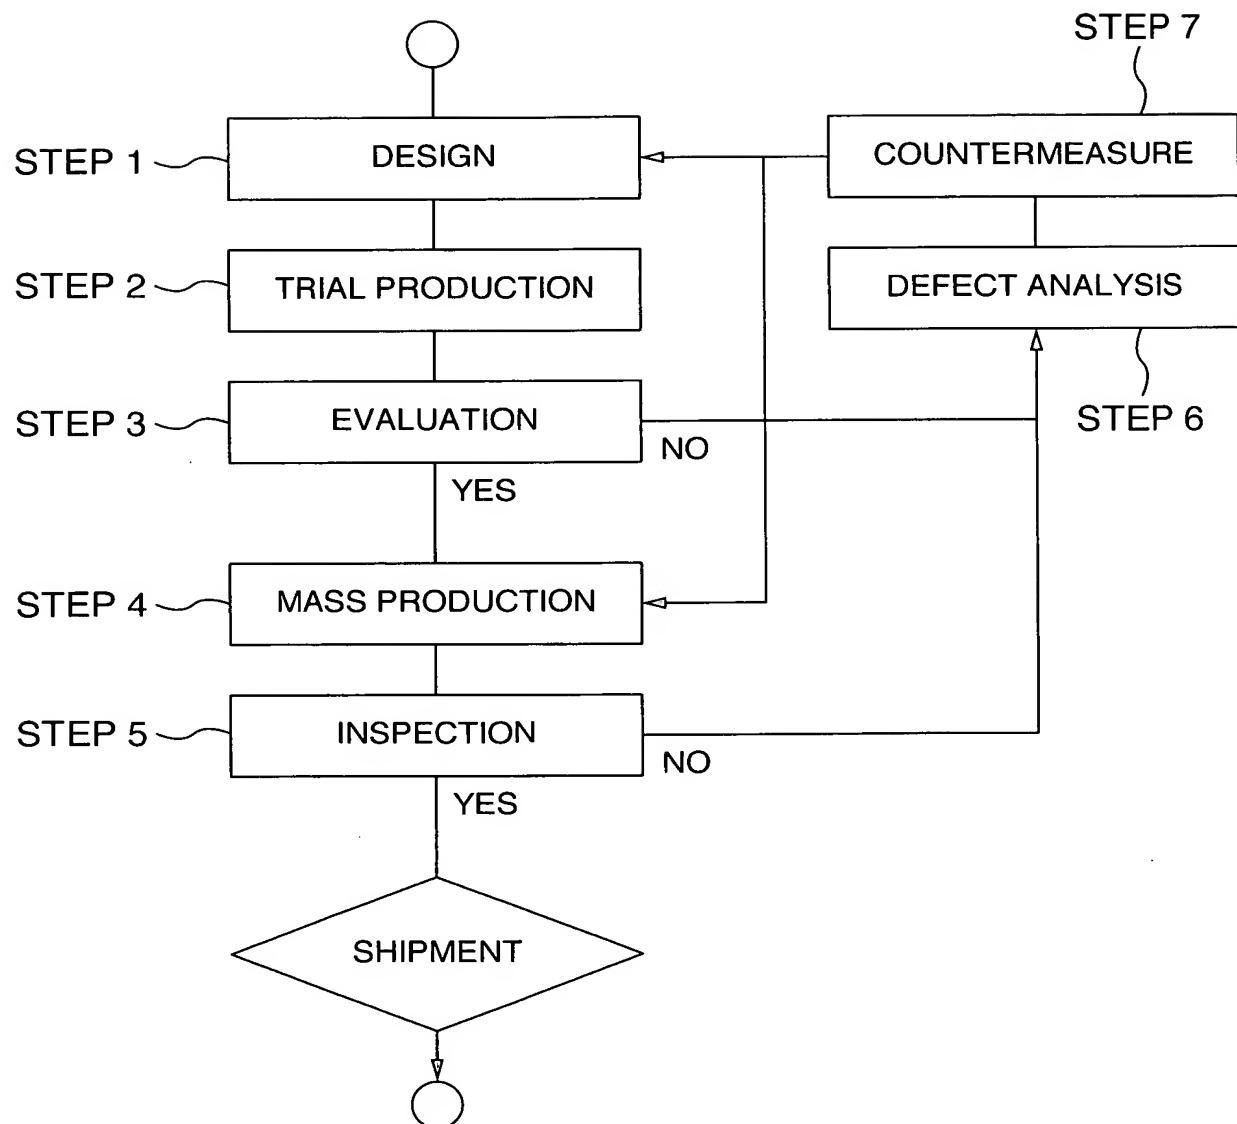 STEP 7
STEP 1
DESIGN
COUNTERMEASURE
STEP 2
TRIAL PRODUCTION
DEFECT ANALYSIS
STEP 3
EVALUATION
NO
STEP 6
YES
STEP 4
MASS PRODUCTION
STEP 5
INSPECTION
NO
YES
SHIPMENT